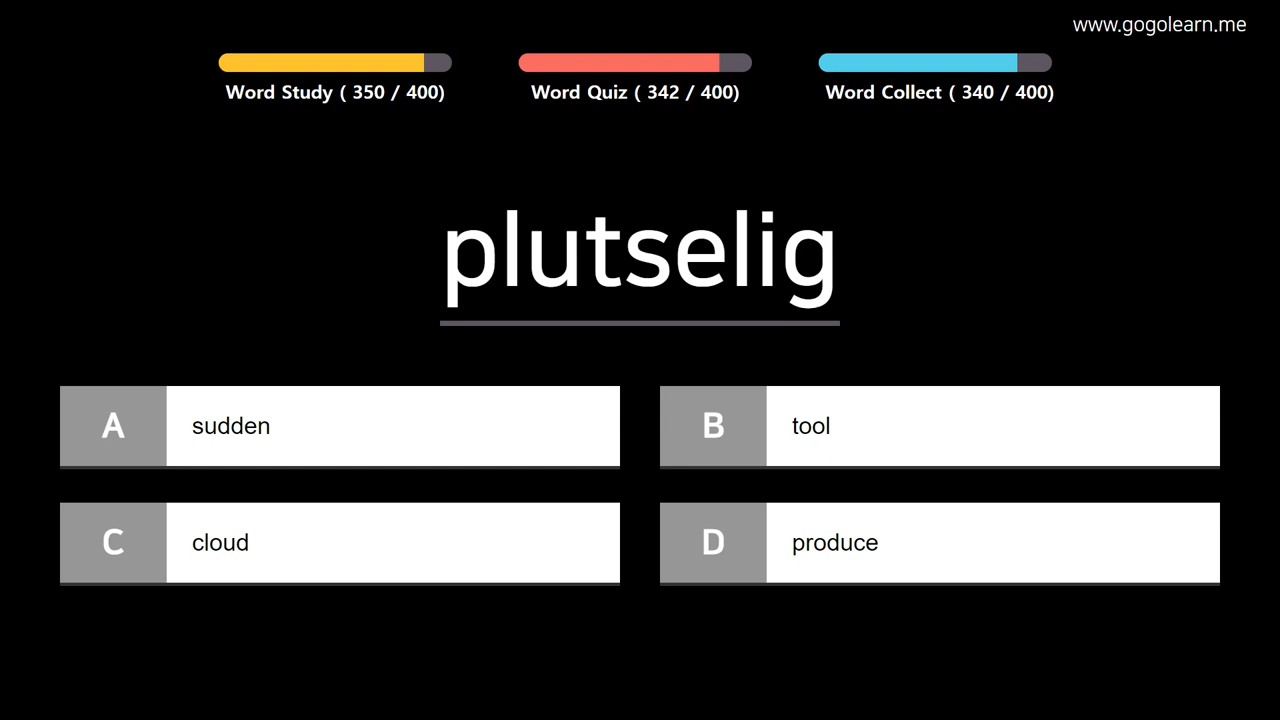 www.gogolearn.me
Word Study ( 350 / 400)
Word Quiz ( 342 / 400)
Word Collect ( 340 / 400)
plutselig
A sudden
B tool
C cloud
D produce